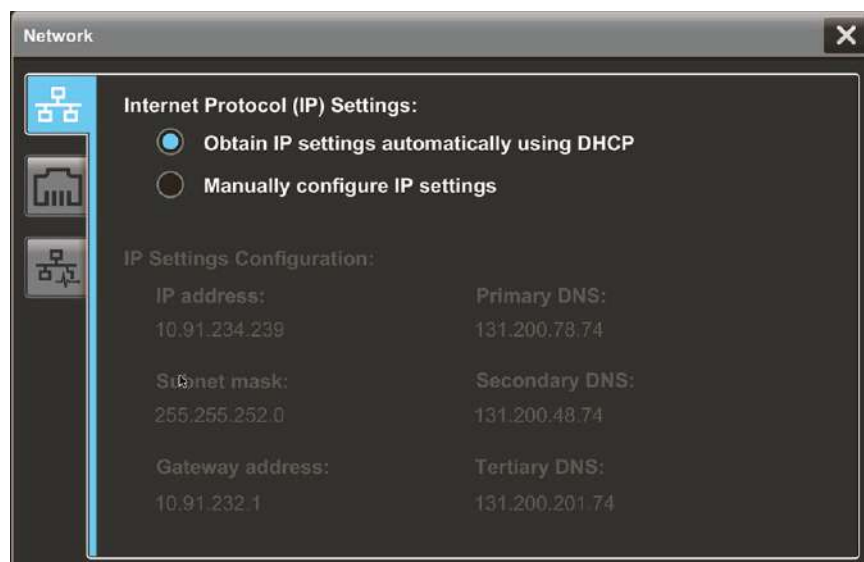 Network
Internet Protocol (IP) Settings:
Obtain IP settings automatically using DHCP
Manually configure IP settings
IP Settings Configuration:
IP address:
10.91.234.239
Subnet mask:
255.255.252.0
Gateway address:
10.91.232.1
Primary DNS:
131.200.78.74
Secondary DNS:
131.200.48.74
Tertiary DNS:
131.200.201.74